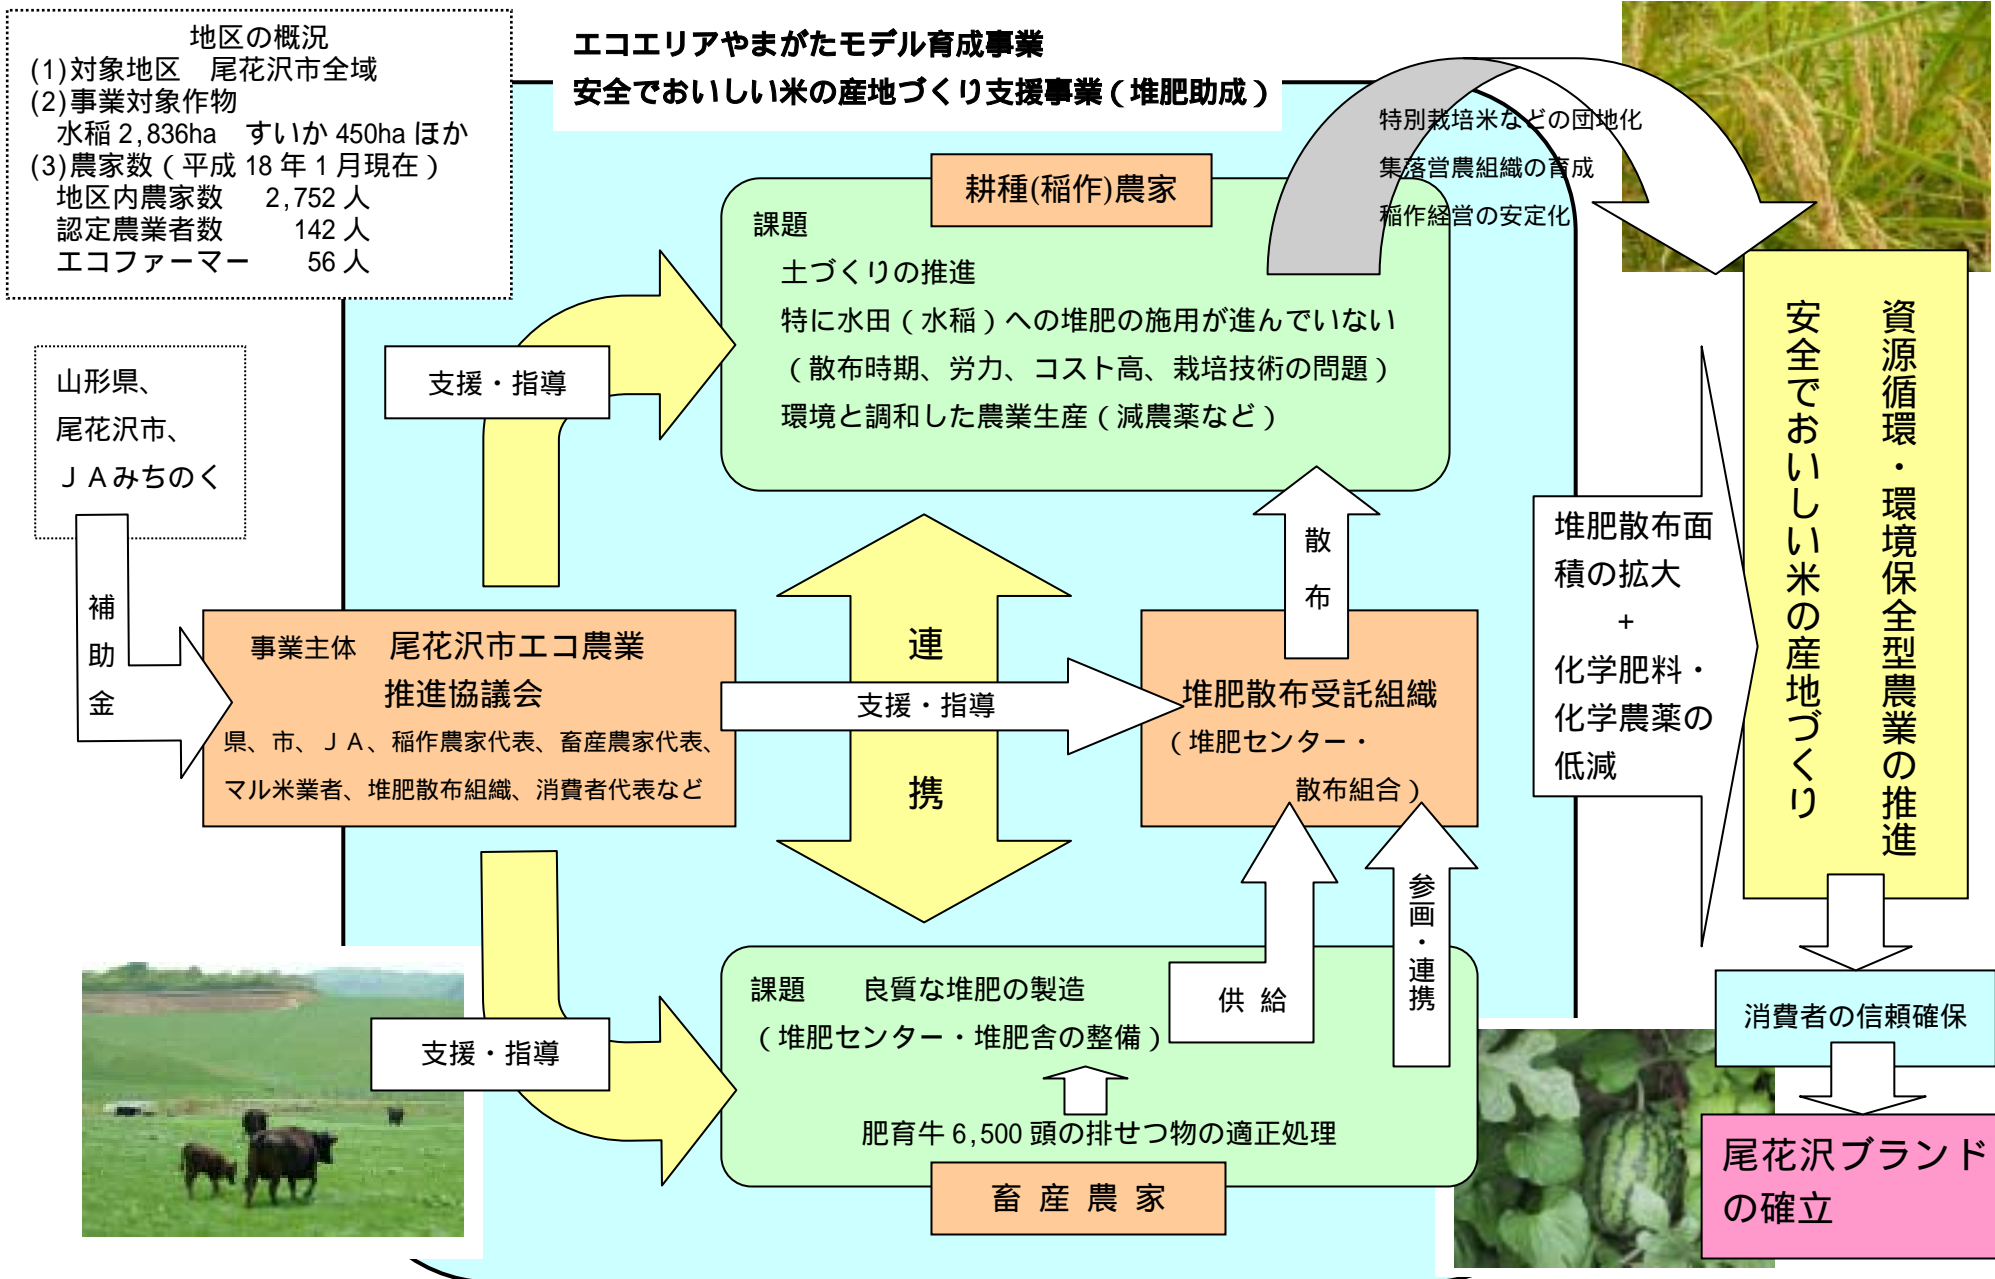 地区の概況
(1)対象地区　尾花沢市全域
(2)事業対象作物
水稲 2,836ha　すいか 450ha ほか
(3)農家数（平成 18 年 1 月現在）
地区内農家数　2,752 人
認定農業者数　142 人
エコファーマー　56 人
エコエリアやまがたモデル育成事業
安全でおいしい米の産地づくり支援事業（堆肥助成）
特別栽培米などの団地化
集落営農組織の育成
稲作経営の安定化
耕種(稲作)農家
課題
土づくりの推進
特に水田（水稲）への堆肥の施用が進んでいない
（散布時期、労力、コスト高、栽培技術の問題）
環境と調和した農業生産（減農薬など）
支援・指導
山形県、
尾花沢市、
ＪＡみちのく
補助金
事業主体　尾花沢市エコ農業
推進協議会
県、市、ＪＡ、稲作農家代表、畜産農家代表、
マル米業者、堆肥散布組織、消費者代表など
連携
支援・指導
散布
堆肥散布受託組織
（堆肥センター・
散布組合）
堆肥散布面
積の拡大
+
化学肥料・
化学農薬の
低減
資源循環・環境保全型農業の推進
安全でおいしい米の産地づくり
支援・指導
課題　良質な堆肥の製造
（堆肥センター・堆肥舎の整備）
供 給
参画・連携
肥育牛 6,500 頭の排せつ物の適正処理
畜 産 農 家
消費者の信頼確保
尾花沢ブランド
の確立